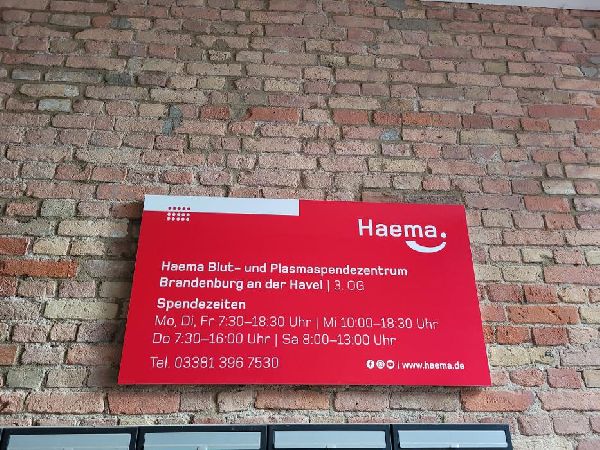 Haema.
Haema Blut- und Plasmaspendezentrum
Brandenburg an der Havel | 3. OG
Spendezeiten
Mo, Di, Fr 7:30–18:30 Uhr | Mi 10:00–18:30 Uhr
Do 7:30–16:00 Uhr | Sa 8:00–13:00 Uhr
Tel. 03381 396 7530
| www.haema.de